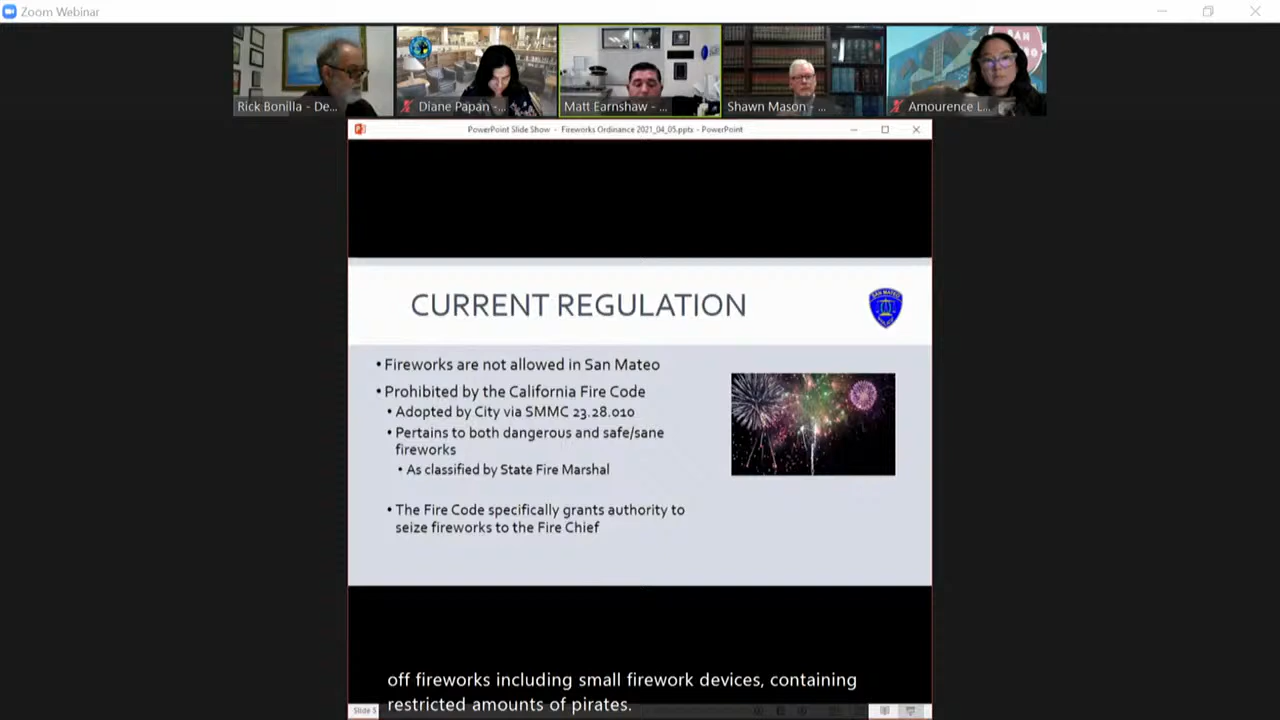 Zoom Webinar
Rick Bonilla - De...
Diane Papan -...
Matt Earnshaw - ...
Shawn Mason - ...
Amourence L...
PowerPoint Slide Show - Fireworks Ordinance 2021_04_05.pptx - PowerPoint
CURRENT REGULATION
SAN MATEO
• Fireworks are not allowed in San Mateo
• Prohibited by the California Fire Code
• Adopted by City via SMMC 23.28.010
• Pertains to both dangerous and safe/sane
fireworks
• As classified by State Fire Marshal
• The Fire Code specifically grants authority to
seize fireworks to the Fire Chief
off fireworks including small firework devices, containing
restricted amounts of pirates.
Slide 5